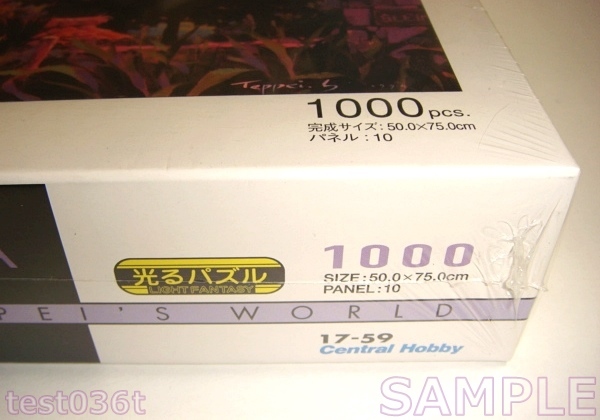 Teppei. S
1000 pcs.
完成サイズ:50.0×75.0cm
パネル:10
1000
光るパズル
LIGHT FANTASY
SIZE:50.0×75.0cm
PANEL:10
PPEI'S WORLD
17-59
Central Hobby
test036t
SAMPLE